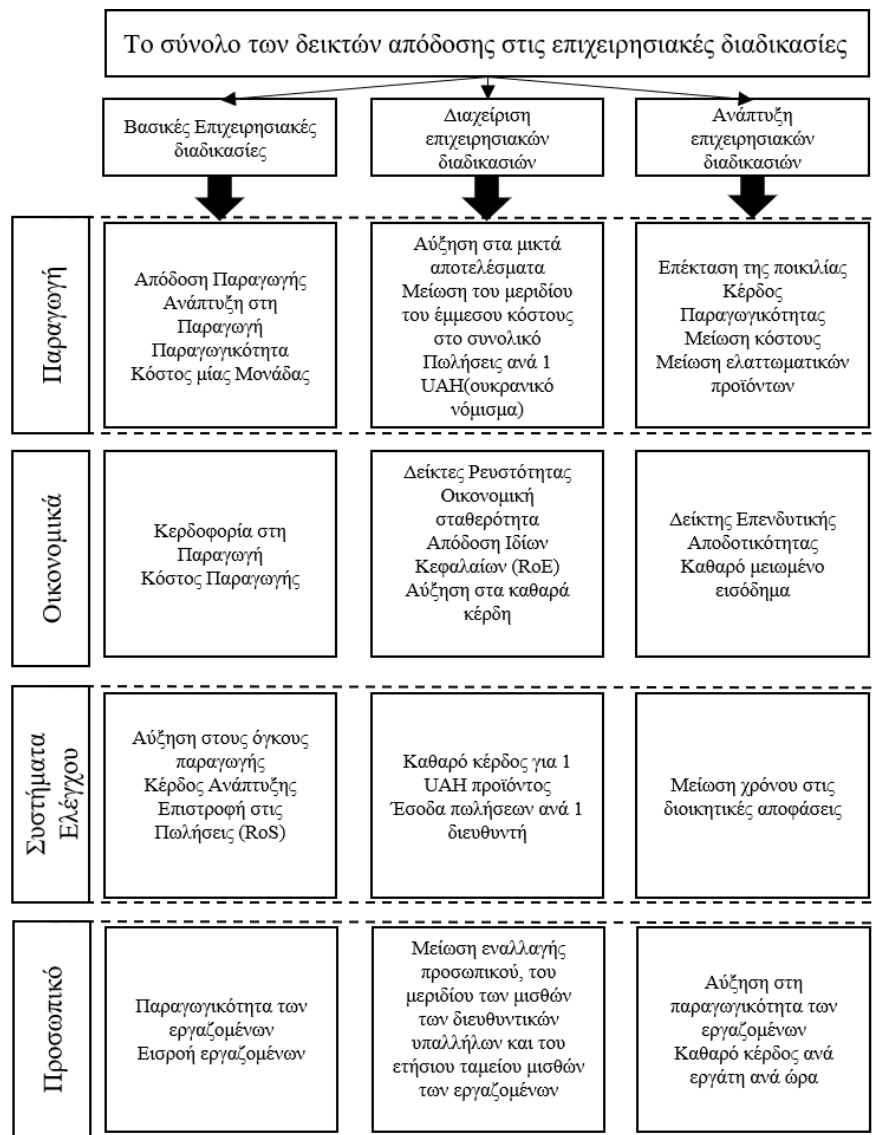 Το σύνολο των δεικτών απόδοσης στις επιχειρησιακές διαδικασίες
Βασικές Επιχειρησιακές
διαδικασίες
Διαχείριση
επιχειρησιακών
διαδικασιών
Ανάπτυξη
επιχειρησιακών
διαδικασιών
Παραγωγή
Απόδοση Παραγωγής
Ανάπτυξη στη
Παραγωγή
Παραγωγικότητα
Κόστος μίας Μονάδας
Αύξηση στα μικτά
αποτελέσματα
Μείωση του μεριδίου
του έμμεσου κόστους
στο συνολικό
Πωλήσεις ανά 1
UAH(ουκρανικό
νόμισμα)
Επέκταση της ποικιλίας
Κέρδος
Παραγωγικότητας
Μείωση κόστους
Μείωση ελαττωματικών
προϊόντων
Οικονομικά
Κερδοφορία στη
Παραγωγή
Κόστος Παραγωγής
Δείκτες Ρευστότητας
Οικονομική
σταθερότητα
Απόδοση Ιδίων
Κεφαλαίων (RoE)
Αύξηση στα καθαρά
κέρδη
Δείκτης Επενδυτικής
Αποδοτικότητας
Καθαρό μειωμένο
εισόδημα
Συστήματα
Ελέγχου
Αύξηση στους όγκους
παραγωγής
Κέρδος Ανάπτυξης
Επιστροφή στις
Πωλήσεις (RoS)
Καθαρό κέρδος για 1
UAH προϊόντος
Έσοδα πωλήσεων ανά 1
διευθυντή
Μείωση χρόνου στις
διοικητικές αποφάσεις
Προσωπικό
Παραγωγικότητα των
εργαζομένων
Εισροή εργαζομένων
Μείωση εναλλαγής
προσωπικού, του
μεριδίου των μισθών
των διευθυντικών
υπαλλήλων και του
ετήσιου ταμείου μισθών
των εργαζομένων
Αύξηση στη
παραγωγικότητα των
εργαζομένων
Καθαρό κέρδος ανά
εργάτη ανά ώρα